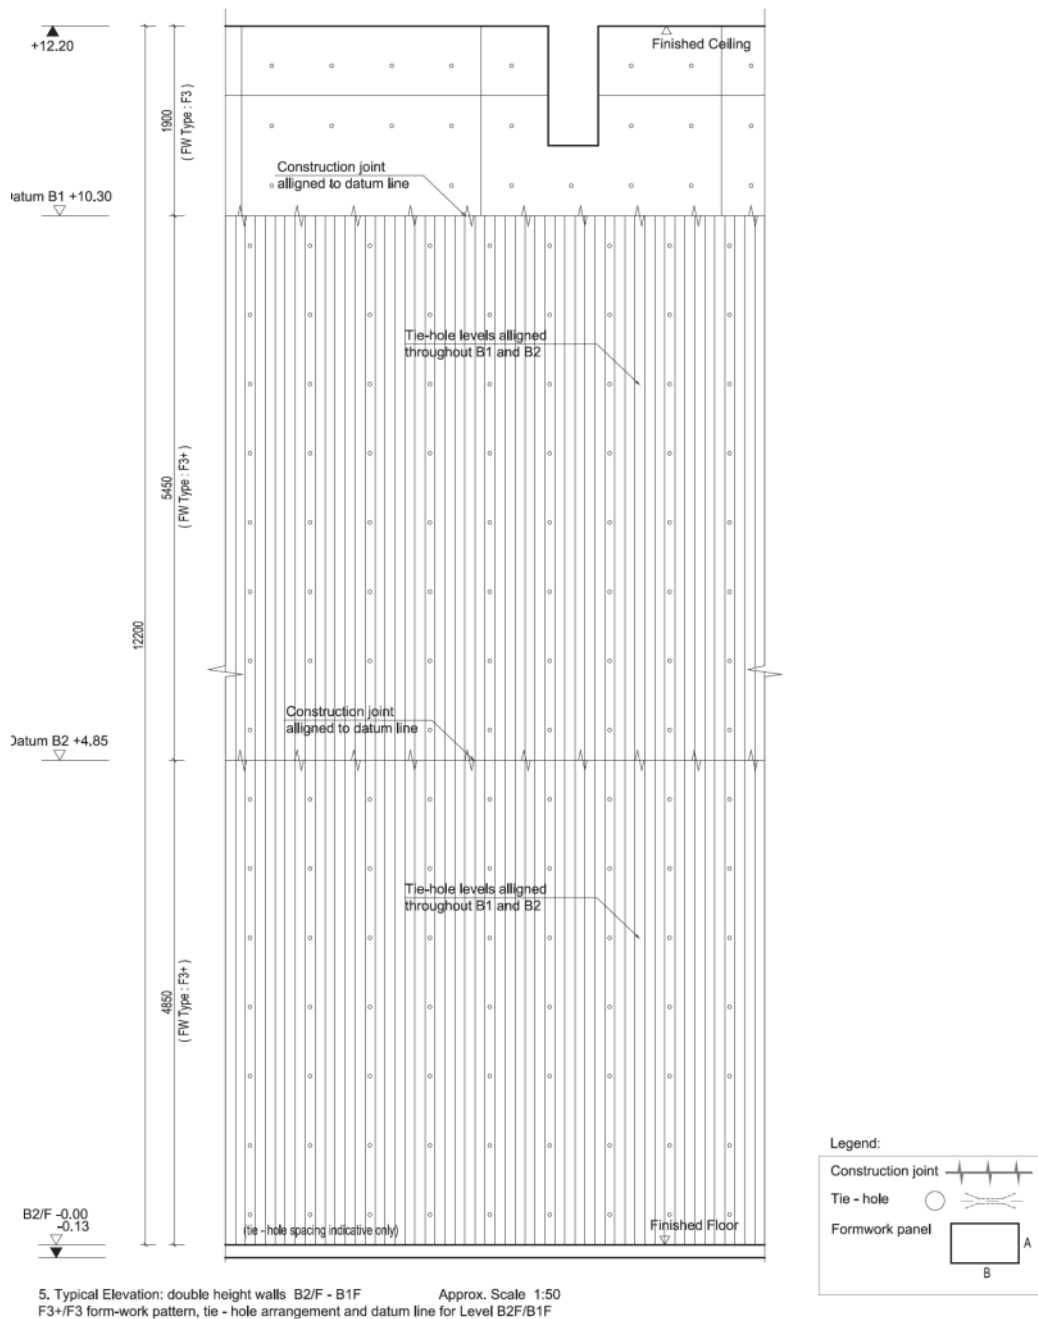 +12.20
Finished Ceiling
1900
( FW Type : F3 )
Construction joint
alligned to datum line
atum B1 +10.30
Tie-hole levels alligned
throughout B1 and B2
5450
( FW Type : F3+ )
12200
Construction joint
alligned to datum line
Datum B2 +4.85
Tie-hole levels alligned
throughout B1 and B2
4850
( FW Type : F3+ )
B2/F -0.00
-0.13
(tie - hole spacing indicative only)
Finished Floor
Legend:
Construction joint
Tie - hole
Formwork panel
A
B
5. Typical Elevation: double height walls B2/F - B1F Approx. Scale 1:50
F3+/F3 form-work pattern, tie - hole arrangement and datum line for Level B2F/B1F